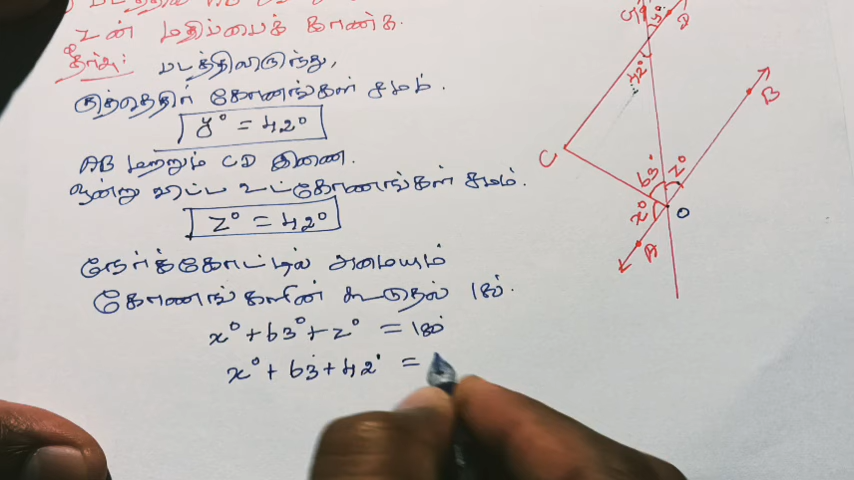 Z ன் மதிப்பைக் காண்க.
தீர்வு: படத்திலிருந்து,
குத்தெதிர் கோணங்கள் சமம்.
y° = 42°
AB மற்றும் CD இணை.
ஒன்று விட்ட உட்கோணங்கள் சமம்.
Z° = 42°
நேர்க்கோட்டில் அமையும்
கோணங்களின் கூடுதல் 180°.
x° + 63° + z° = 180°
x° + 63° + 42° =
y°
D
42°
B
C
63°
z°
x°
O
A